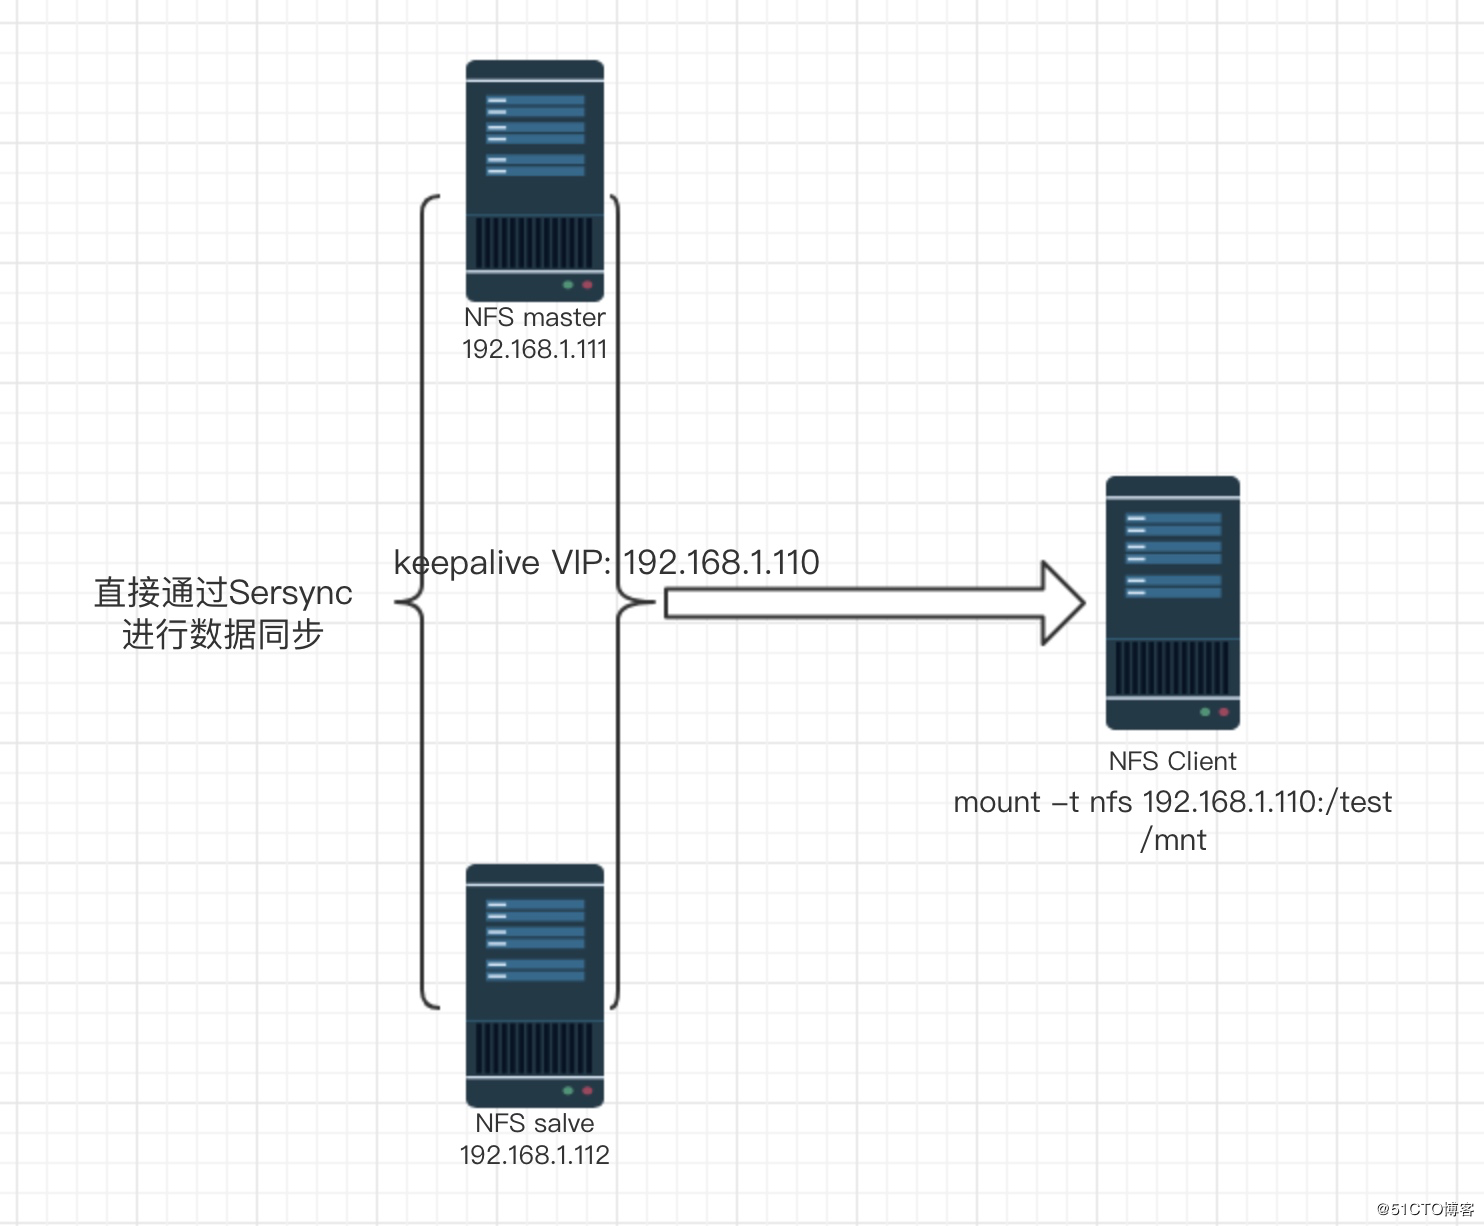 NFS master
192.168.1.111
keepalive VIP: 192.168.1.110
直接通过Sersync
进行数据同步
NFS Client
mount -t nfs 192.168.1.110:/test
/mnt
NFS salve
192.168.1.112
@51CTO博客